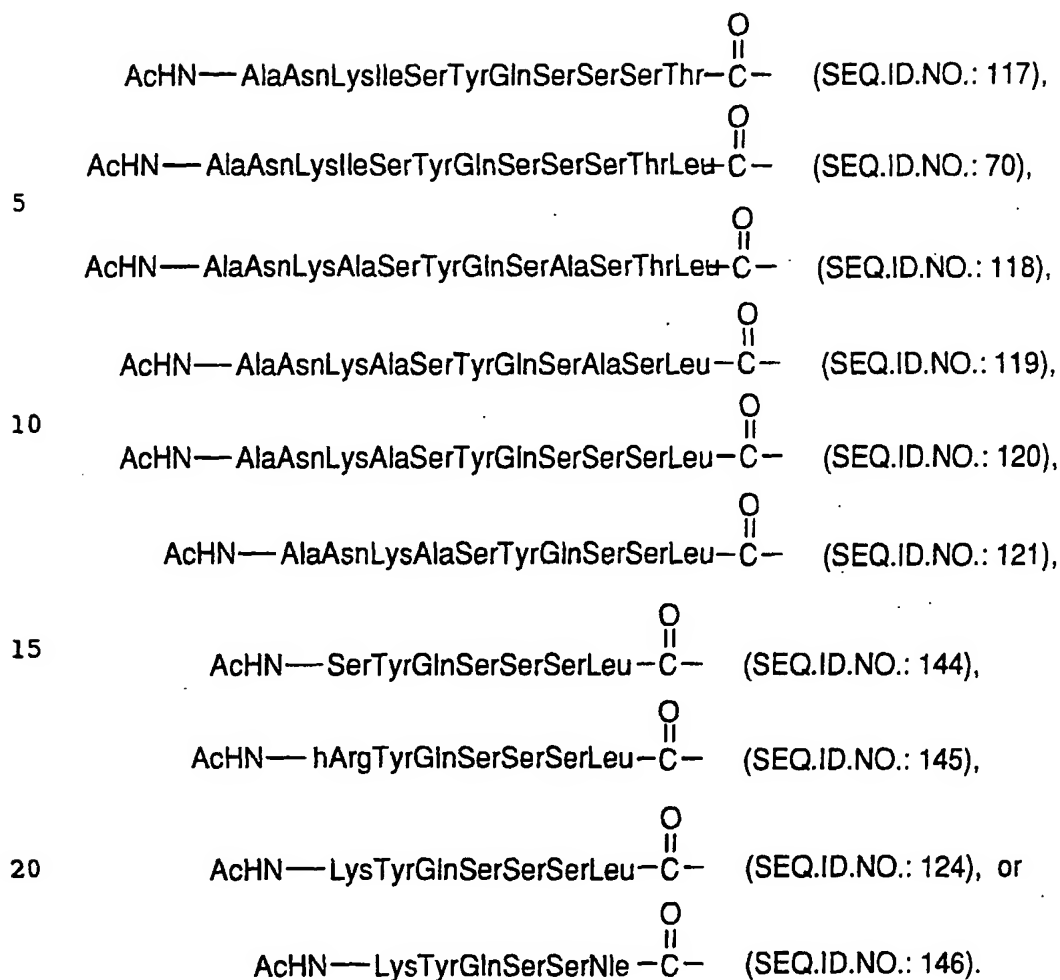 O
||
AcHN—AlaAsnLysIleSerTyrGlnSerSerSerThr-C- (SEQ.ID.NO.: 117),
O
||
AcHN—AlaAsnLysIleSerTyrGlnSerSerSerThrLeu-C- (SEQ.ID.NO.: 70),
5
O
||
AcHN—AlaAsnLysAlaSerTyrGlnSerAlaSerThrLeu-C- (SEQ.ID.NO.: 118),
O
||
AcHN—AlaAsnLysAlaSerTyrGlnSerAlaSerLeu-C- (SEQ.ID.NO.: 119),
10
O
||
AcHN—AlaAsnLysAlaSerTyrGlnSerSerSerLeu-C- (SEQ.ID.NO.: 120),
O
||
AcHN—AlaAsnLysAlaSerTyrGlnSerSerLeu-C- (SEQ.ID.NO.: 121),
15
O
||
AcHN—SerTyrGlnSerSerSerLeu-C- (SEQ.ID.NO.: 144),
O
||
AcHN—hArgTyrGlnSerSerSerLeu-C- (SEQ.ID.NO.: 145),
O
||
20 AcHN—LysTyrGlnSerSerSerLeu-C- (SEQ.ID.NO.: 124), or
O
||
AcHN—LysTyrGlnSerSerNle-C- (SEQ.ID.NO.: 146).